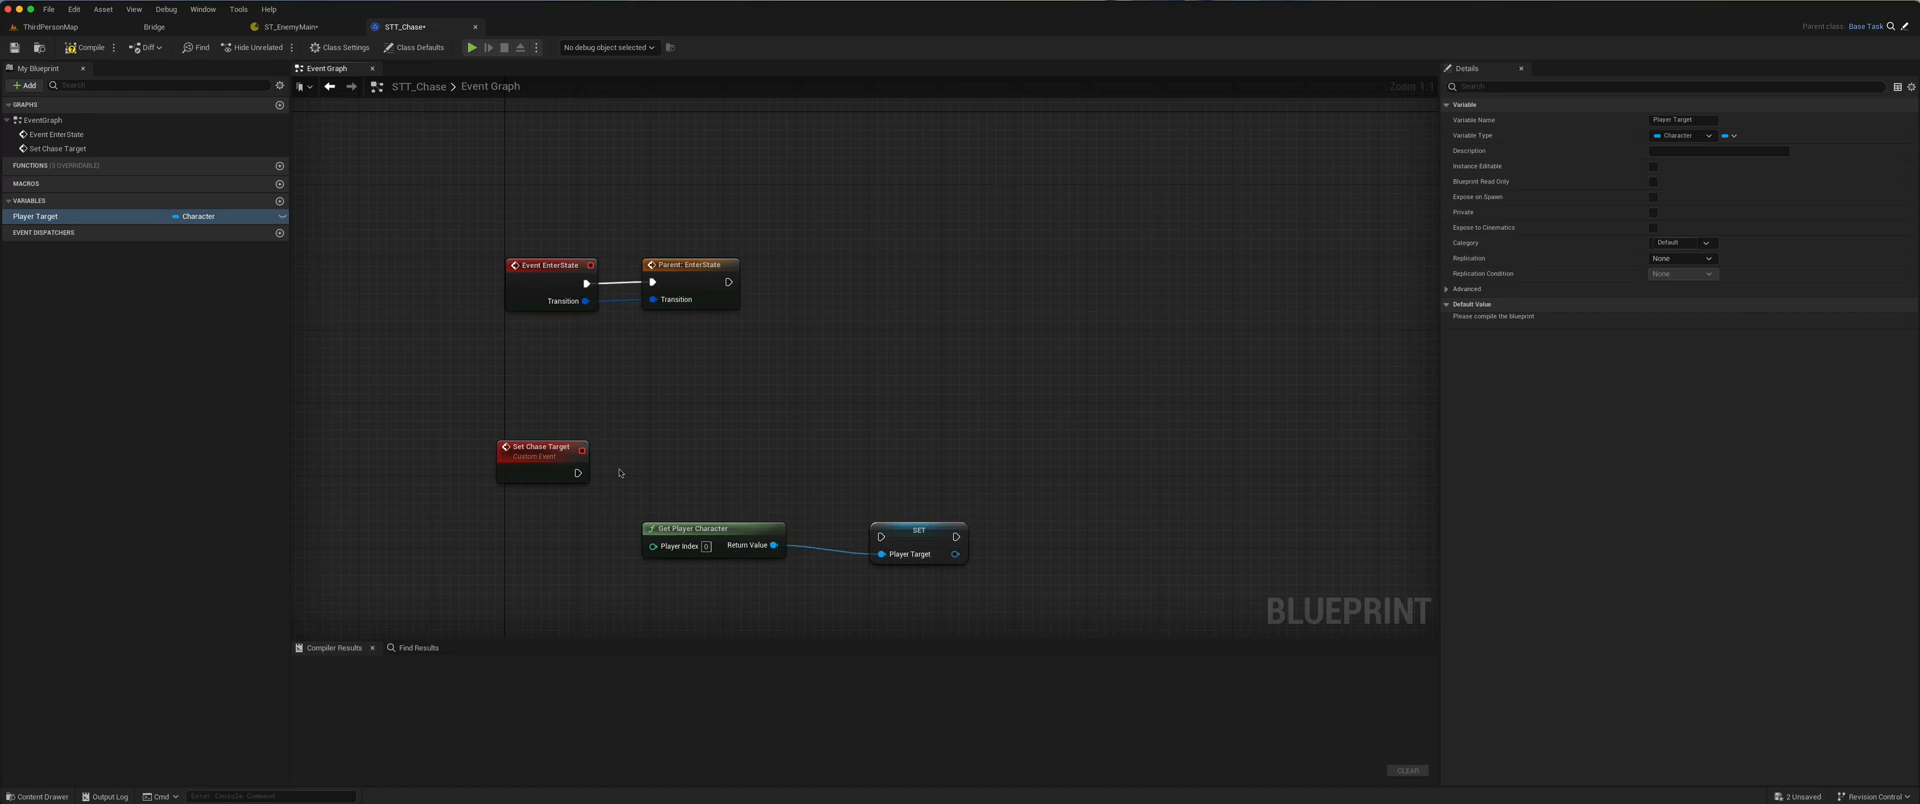 File Edit Asset View Debug Window Tools Help
ThirdPersonMap Bridge ST_EnemyMain• STT_Chase• Parent class: Base Task
Compile Diff Find Hide Unrelated Class Settings Class Defaults No debug object selected
My Blueprint
Add Search
GRAPHS
EventGraph
Event EnterState
Set Chase Target
FUNCTIONS (3 OVERRIDABLE)
MACROS
VARIABLES
Player Target Character
EVENT DISPATCHERS
Event Graph
STT_Chase > Event Graph Zoom 1:1
Event EnterState
Transition
Parent: EnterState
Transition
Set Chase Target
Custom Event
Get Player Character
Player Index 0 Return Value
SET
Player Target
BLUEPRINT
Compiler Results Find Results
CLEAR
Details
Search
Variable
Variable Name Player Target
Variable Type Character
Description
Instance Editable
Blueprint Read Only
Expose on Spawn
Private
Expose to Cinematics
Category Default
Replication None
Replication Condition None
Advanced
Default Value
Please compile the blueprint
Content Drawer Output Log Cmd Enter Console Command 2 Unsaved Revision Control